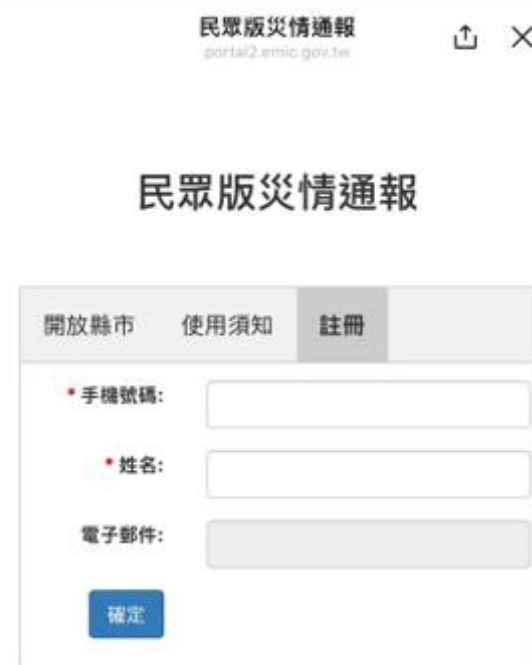 民眾版災情通報
portal2.emic.gov.tw
民眾版災情通報
開放縣市 使用須知 註冊
* 手機號碼:
* 姓名:
電子郵件:
確定